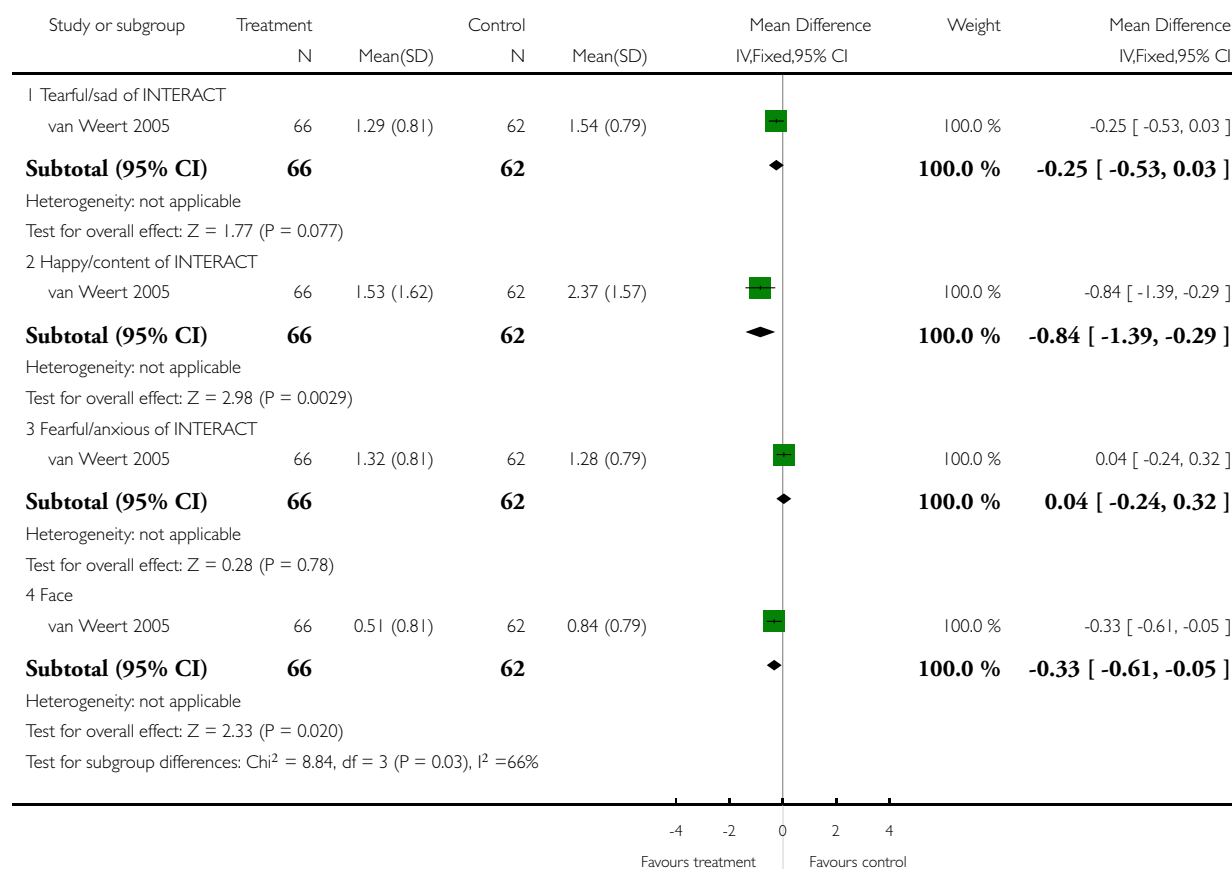 Study or subgroup Treatment Control Mean Difference Weight Mean Difference
N Mean(SD) N Mean(SD) IV,Fixed,95% CI IV,Fixed,95% CI
1 Tearful/sad of INTERACT
van Weert 2005 66 1.29 (0.81) 62 1.54 (0.79) 100.0 % -0.25 [ -0.53, 0.03 ]
Subtotal (95% CI) 66 62 100.0 % -0.25 [ -0.53, 0.03 ]
Heterogeneity: not applicable
Test for overall effect: Z = 1.77 (P = 0.077)
2 Happy/content of INTERACT
van Weert 2005 66 1.53 (1.62) 62 2.37 (1.57) 100.0 % -0.84 [ -1.39, -0.29 ]
Subtotal (95% CI) 66 62 100.0 % -0.84 [ -1.39, -0.29 ]
Heterogeneity: not applicable
Test for overall effect: Z = 2.98 (P = 0.0029)
3 Fearful/anxious of INTERACT
van Weert 2005 66 1.32 (0.81) 62 1.28 (0.79) 100.0 % 0.04 [ -0.24, 0.32 ]
Subtotal (95% CI) 66 62 100.0 % 0.04 [ -0.24, 0.32 ]
Heterogeneity: not applicable
Test for overall effect: Z = 0.28 (P = 0.78)
4 Face
van Weert 2005 66 0.51 (0.81) 62 0.84 (0.79) 100.0 % -0.33 [ -0.61, -0.05 ]
Subtotal (95% CI) 66 62 100.0 % -0.33 [ -0.61, -0.05 ]
Heterogeneity: not applicable
Test for overall effect: Z = 2.33 (P = 0.020)
Test for subgroup differences: Chi² = 8.84, df = 3 (P = 0.03), I² =66%
-4 -2 0 2 4
Favours treatment Favours control